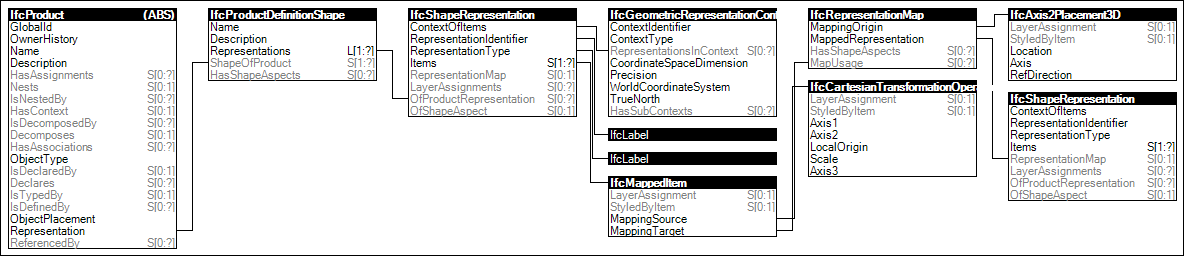 IfcProduct (ABS)
GlobalId
OwnerHistory
Name
Description
HasAssignments S[0:?]
Nests S[0:1]
IsNestedBy S[0:?]
HasContext S[0:1]
IsDecomposedBy S[0:?]
Decomposes S[0:1]
HasAssociations S[0:?]
ObjectType
IsDeclaredBy S[0:1]
Declares S[0:?]
IsTypedBy S[0:1]
IsDefinedBy S[0:?]
ObjectPlacement
Representation
ReferencedBy S[0:?]
IfcProductDefinitionShape
Name
Description
Representations L[1:?]
ShapeOfProduct S[1:?]
HasShapeAspects S[0:?]
IfcShapeRepresentation
ContextOfItems
RepresentationIdentifier
RepresentationType
Items S[1:?]
RepresentationMap S[0:1]
LayerAssignments S[0:?]
OfProductRepresentation S[0:?]
OfShapeAspect S[0:1]
IfcGeometricRepresentationCont
ContextIdentifier
ContextType
RepresentationsInContext S[0:?]
CoordinateSpaceDimension
Precision
WorldCoordinateSystem
TrueNorth
HasSubContexts S[0:?]
IfcLabel
IfcLabel
IfcMappedItem
LayerAssignment S[0:1]
StyledByItem S[0:1]
MappingSource
MappingTarget
IfcRepresentationMap
MappingOrigin
MappedRepresentation
HasShapeAspects S[0:?]
MapUsage S[0:?]
IfcCartesianTransformationOper
LayerAssignment S[0:1]
StyledByItem S[0:1]
Axis1
Axis2
LocalOrigin
Scale
Axis3
IfcAxis2Placement3D
LayerAssignment S[0:1]
StyledByItem S[0:1]
Location
Axis
RefDirection
IfcShapeRepresentation
ContextOfItems
RepresentationIdentifier
RepresentationType
Items S[1:?]
RepresentationMap S[0:1]
LayerAssignments S[0:?]
OfProductRepresentation S[0:?]
OfShapeAspect S[0:1]